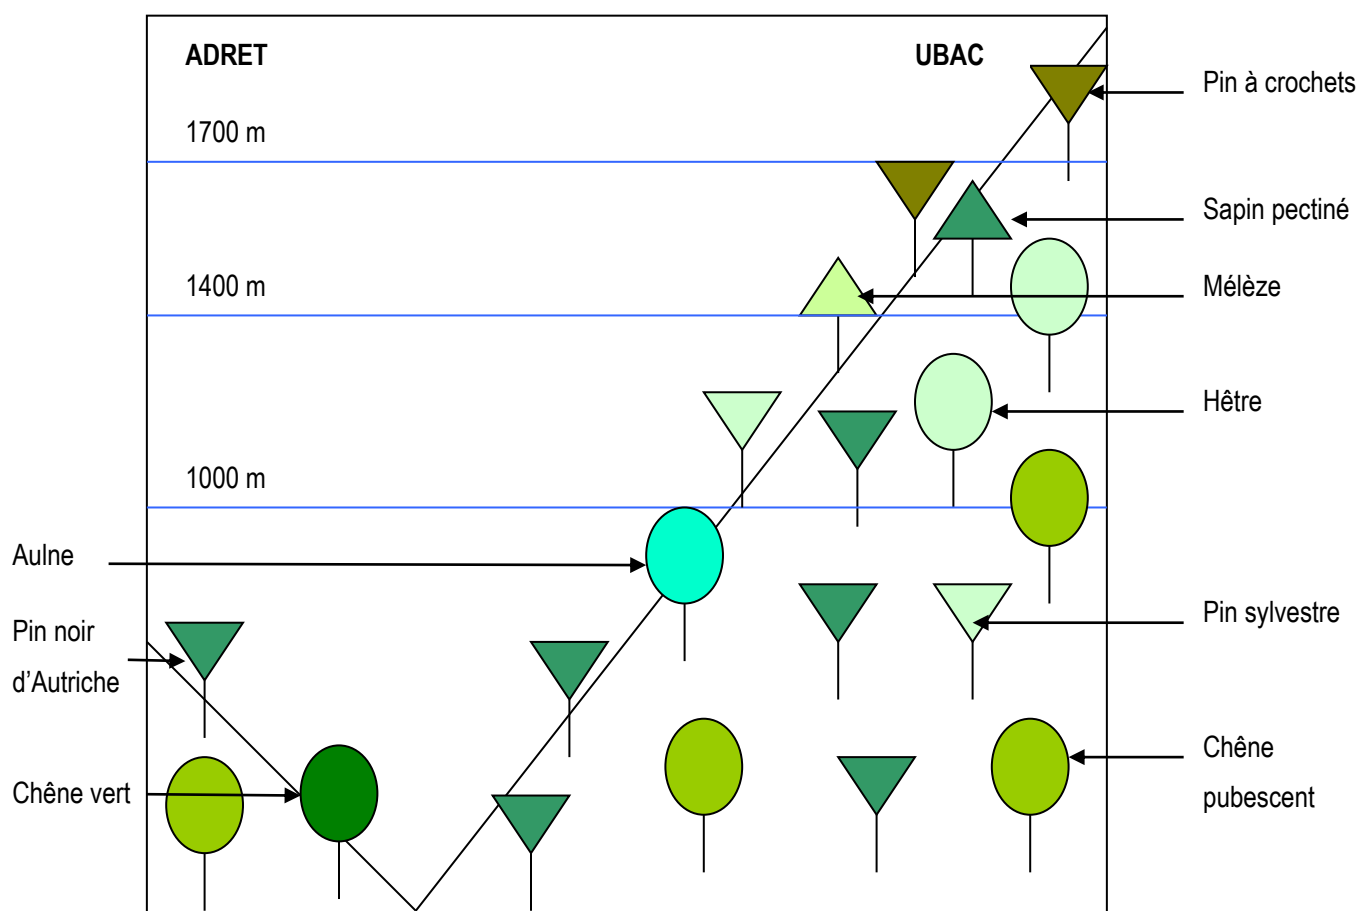 ADRET
UBAC
Pin à crochets
1700 m
Sapin pectiné
1400 m
Mélèze
Hêtre
1000 m
Aulne
Pin noir
d’Autriche
Pin sylvestre
Chêne vert
Chêne
pubescent